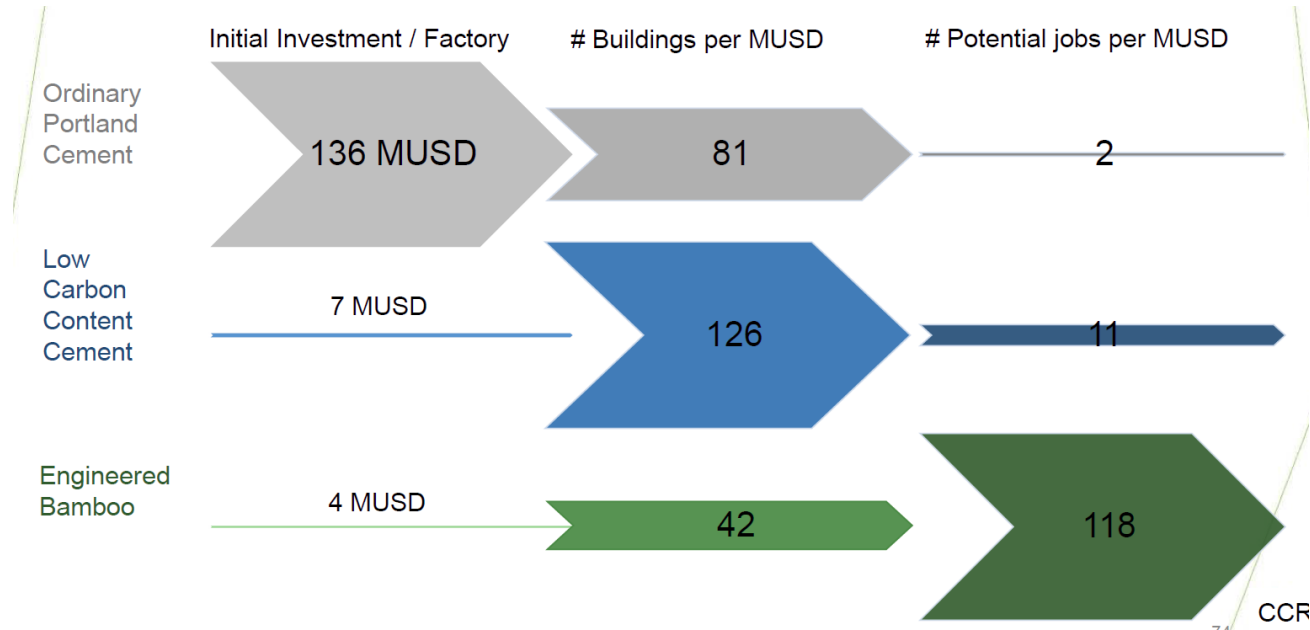 Initial Investment / Factory
# Buildings per MUSD
# Potential jobs per MUSD
Ordinary
Portland
Cement
136 MUSD
81
2
Low
Carbon
Content
Cement
7 MUSD
126
11
Engineered
Bamboo
4 MUSD
42
118
CCR